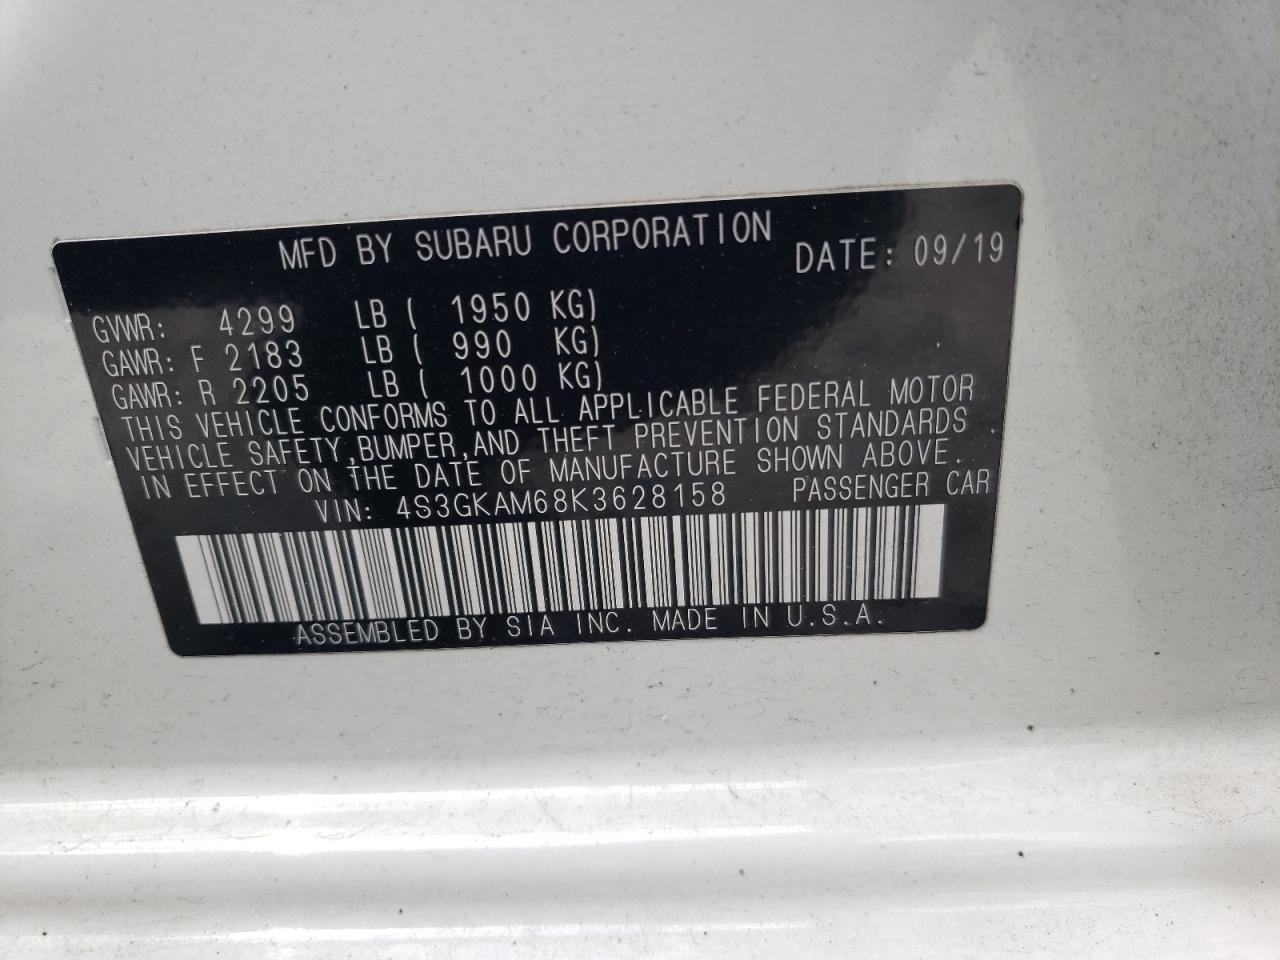 MFD BY SUBARU CORPORATION DATE: 09/19
GVWR: 4299 LB ( 1950 KG)
GAWR: F 2183 LB ( 990 KG)
GAWR: R 2205 LB ( 1000 KG)
THIS VEHICLE CONFORMS TO ALL APPLICABLE FEDERAL MOTOR
VEHICLE SAFETY,BUMPER,AND THEFT PREVENTION STANDARDS
IN EFFECT ON THE DATE OF MANUFACTURE SHOWN ABOVE.
VIN: 4S3GKAM68K3628158 PASSENGER CAR
ASSEMBLED BY SIA INC. MADE IN U.S.A.